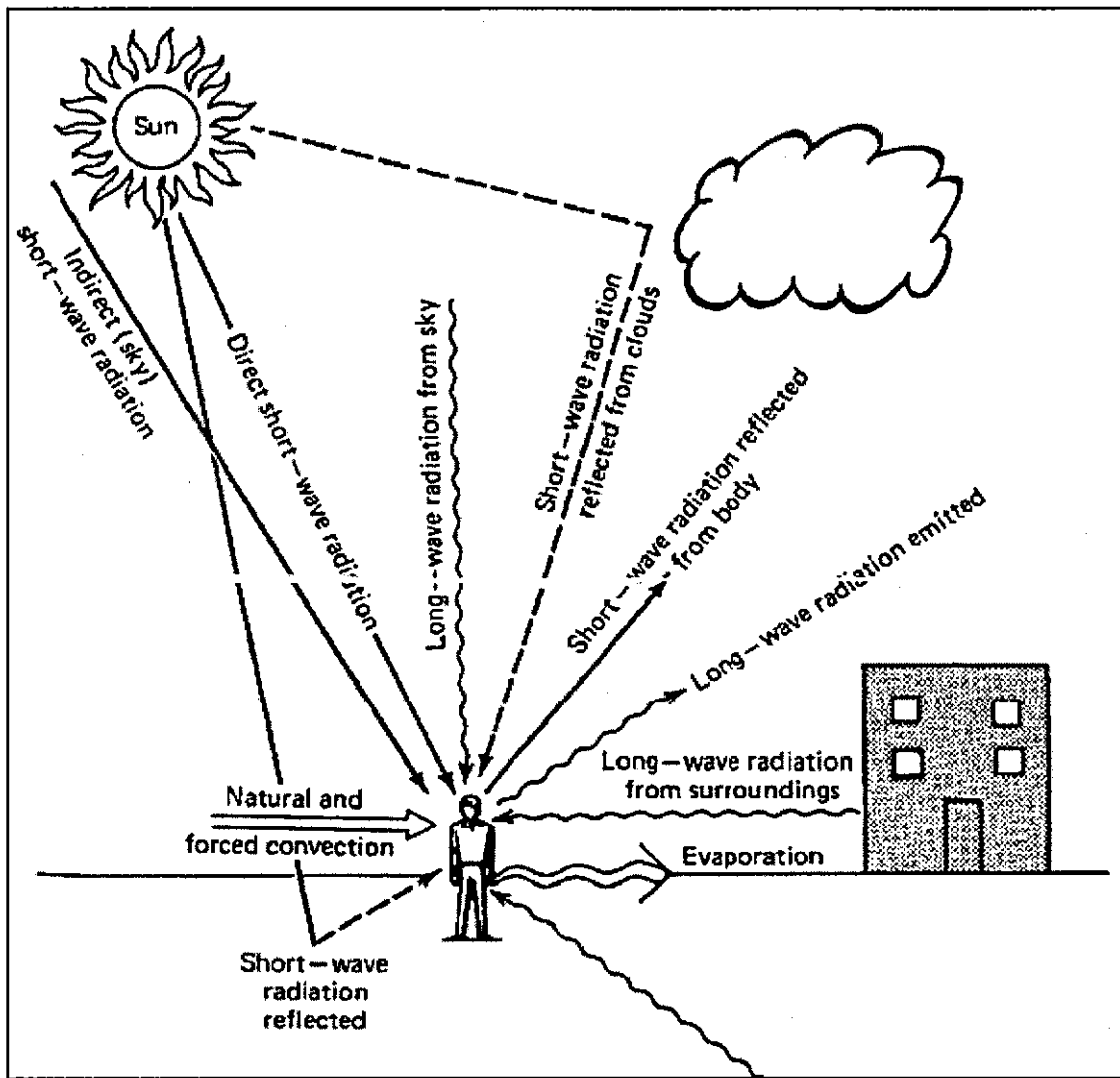 Sun
Indirect (sky)
short-wave radiation
Direct short-wave radiation
Long--wave radiation from sky
Short-wave radiation
reflected from clouds
Short-wave radiation reflected
from body
Long-wave radiation emitted
Long-wave radiation
from surroundings
Natural and
forced convection
Evaporation
Short-wave
radiation
reflected